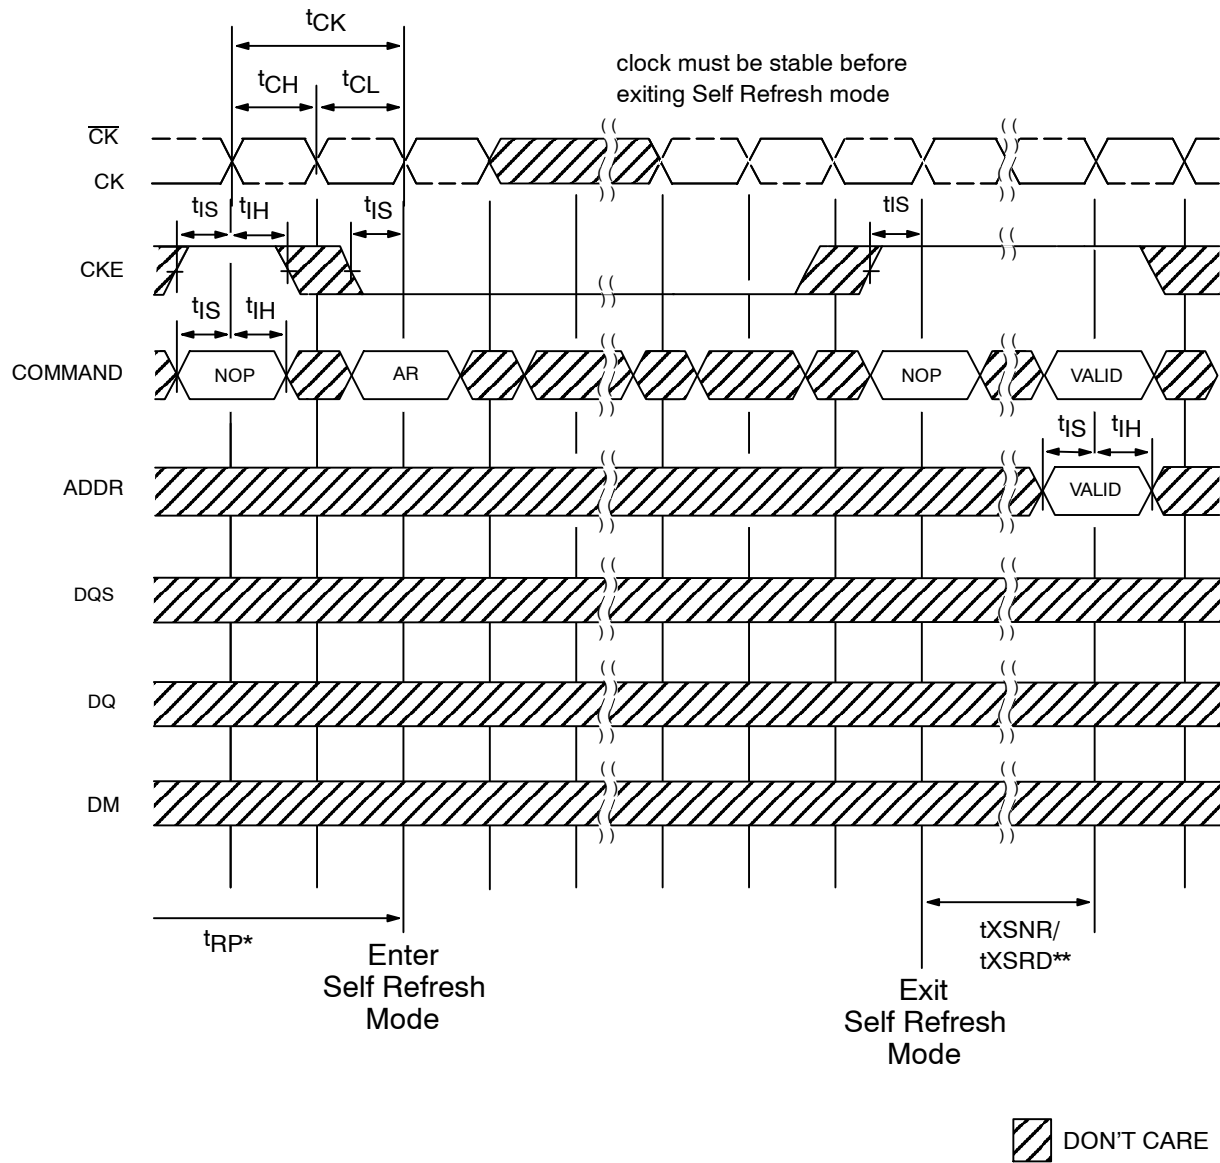 tCK
clock must be stable before
exiting Self Refresh mode
tCH
tCL
CK
CK
tIS
tIH
tIS
tIS
CKE
tIS
tIH
COMMAND
NOP
AR
NOP
VALID
tIS
tIH
ADDR
VALID
DQS
DQ
DM
tRP*
Enter
Self Refresh
Mode
tXSNR/
tXSRD**
Exit
Self Refresh
Mode
DON'T CARE